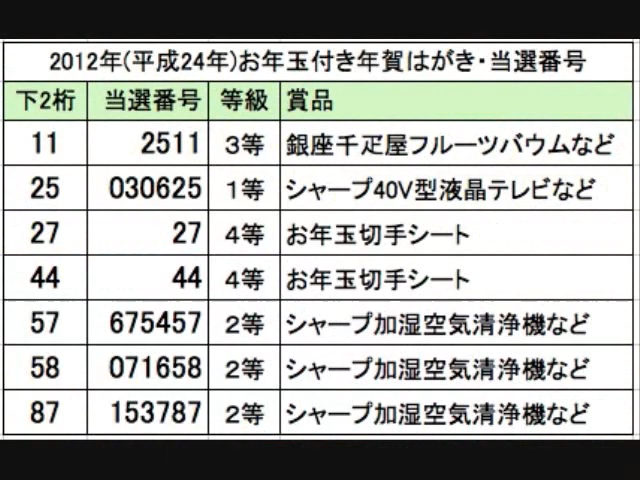 2012年(平成24年)お年玉付き年賀はがき・当選番号
下2桁 当選番号 等級 賞品
11 2511 3等 銀座千疋屋フルーツバウムなど
25 030625 1等 シャープ40V型液晶テレビなど
27 27 4等 お年玉切手シート
44 44 4等 お年玉切手シート
57 675457 2等 シャープ加湿空気清浄機など
58 071658 2等 シャープ加湿空気清浄機など
87 153787 2等 シャープ加湿空気清浄機など